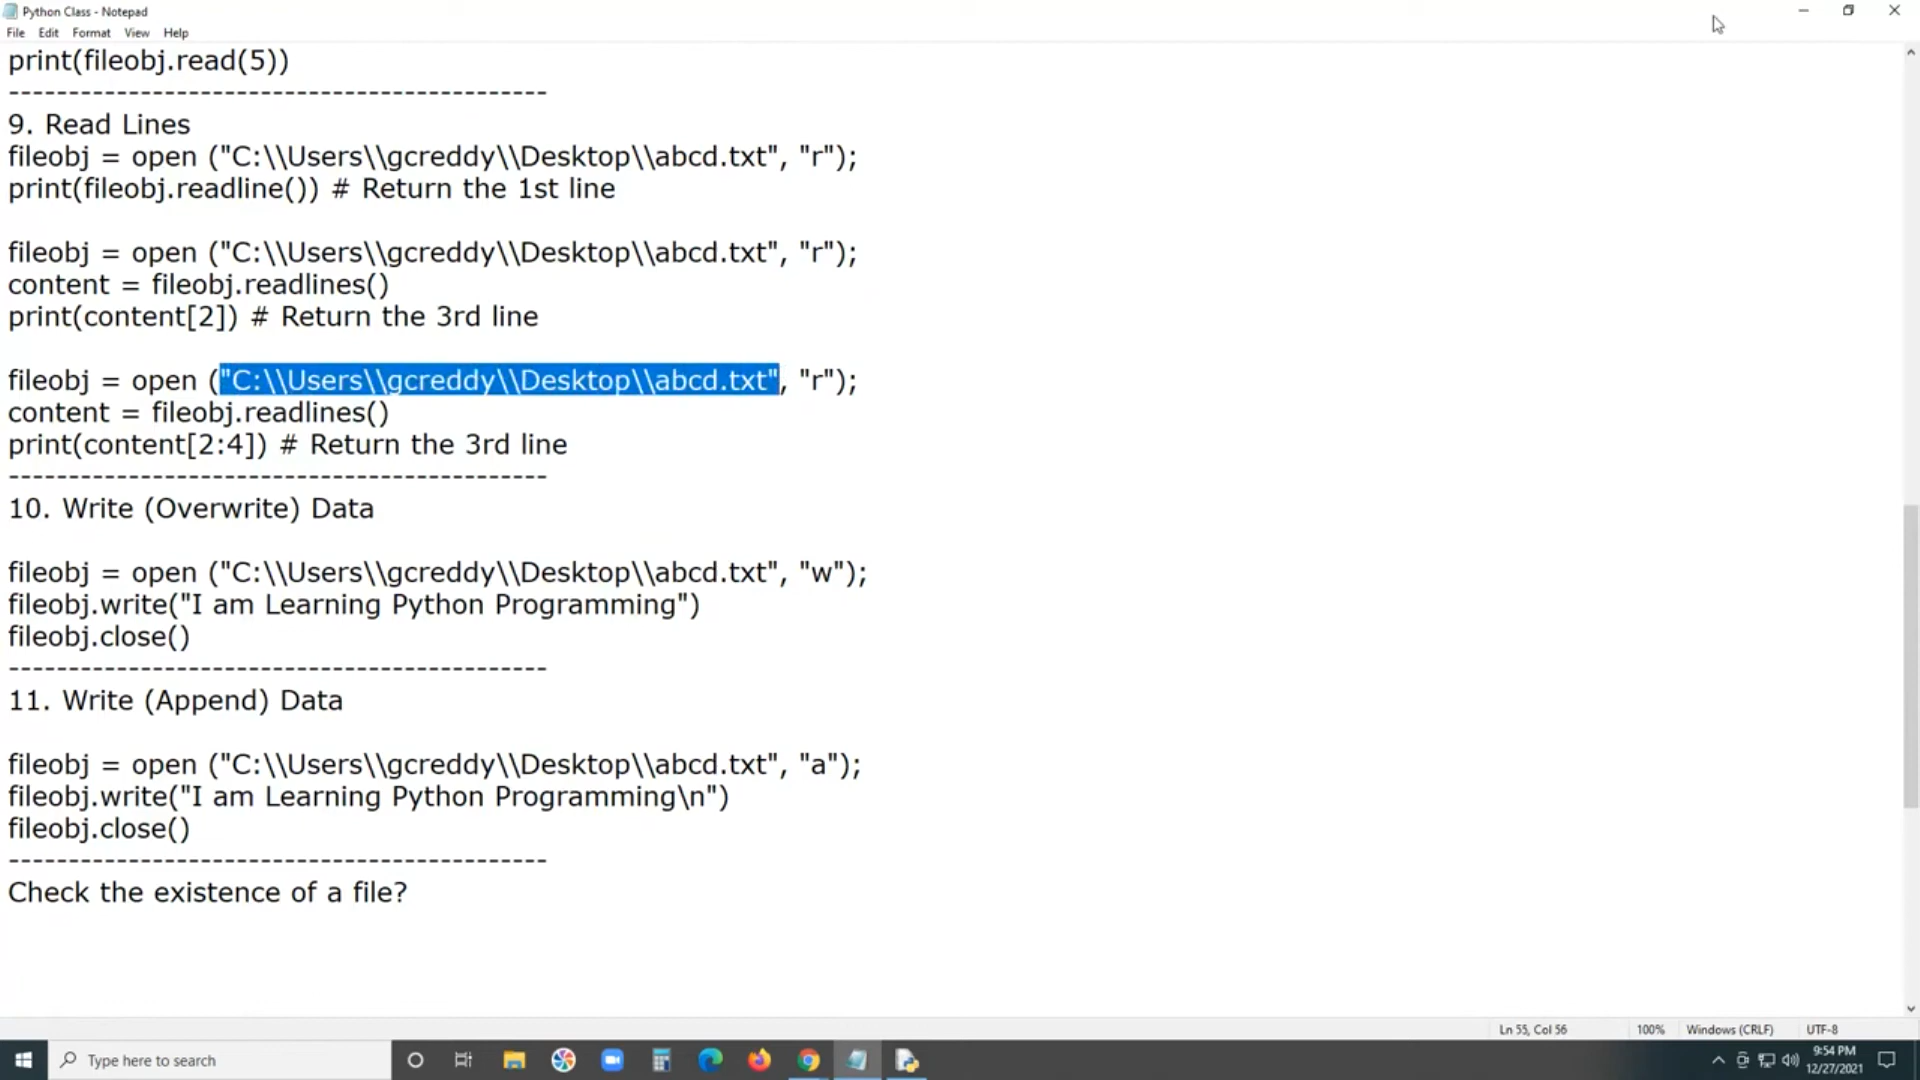 Python Class - Notepad
File Edit Format View Help
print(fileobj.read(5))
---------------------------------------------
9. Read Lines
fileobj = open ("C:\\Users\\gcreddy\\Desktop\\abcd.txt", "r");
print(fileobj.readline()) # Return the 1st line
fileobj = open ("C:\\Users\\gcreddy\\Desktop\\abcd.txt", "r");
content = fileobj.readlines()
print(content[2]) # Return the 3rd line
fileobj = open ("C:\\Users\\gcreddy\\Desktop\\abcd.txt", "r");
content = fileobj.readlines()
print(content[2:4]) # Return the 3rd line
---------------------------------------------
10. Write (Overwrite) Data
fileobj = open ("C:\\Users\\gcreddy\\Desktop\\abcd.txt", "w");
fileobj.write("I am Learning Python Programming")
fileobj.close()
---------------------------------------------
11. Write (Append) Data
fileobj = open ("C:\\Users\\gcreddy\\Desktop\\abcd.txt", "a");
fileobj.write("I am Learning Python Programming\n")
fileobj.close()
---------------------------------------------
Check the existence of a file?
Ln 55, Col 56 100% Windows (CRLF) UTF-8
Type here to search
9:54 PM
12/27/2021